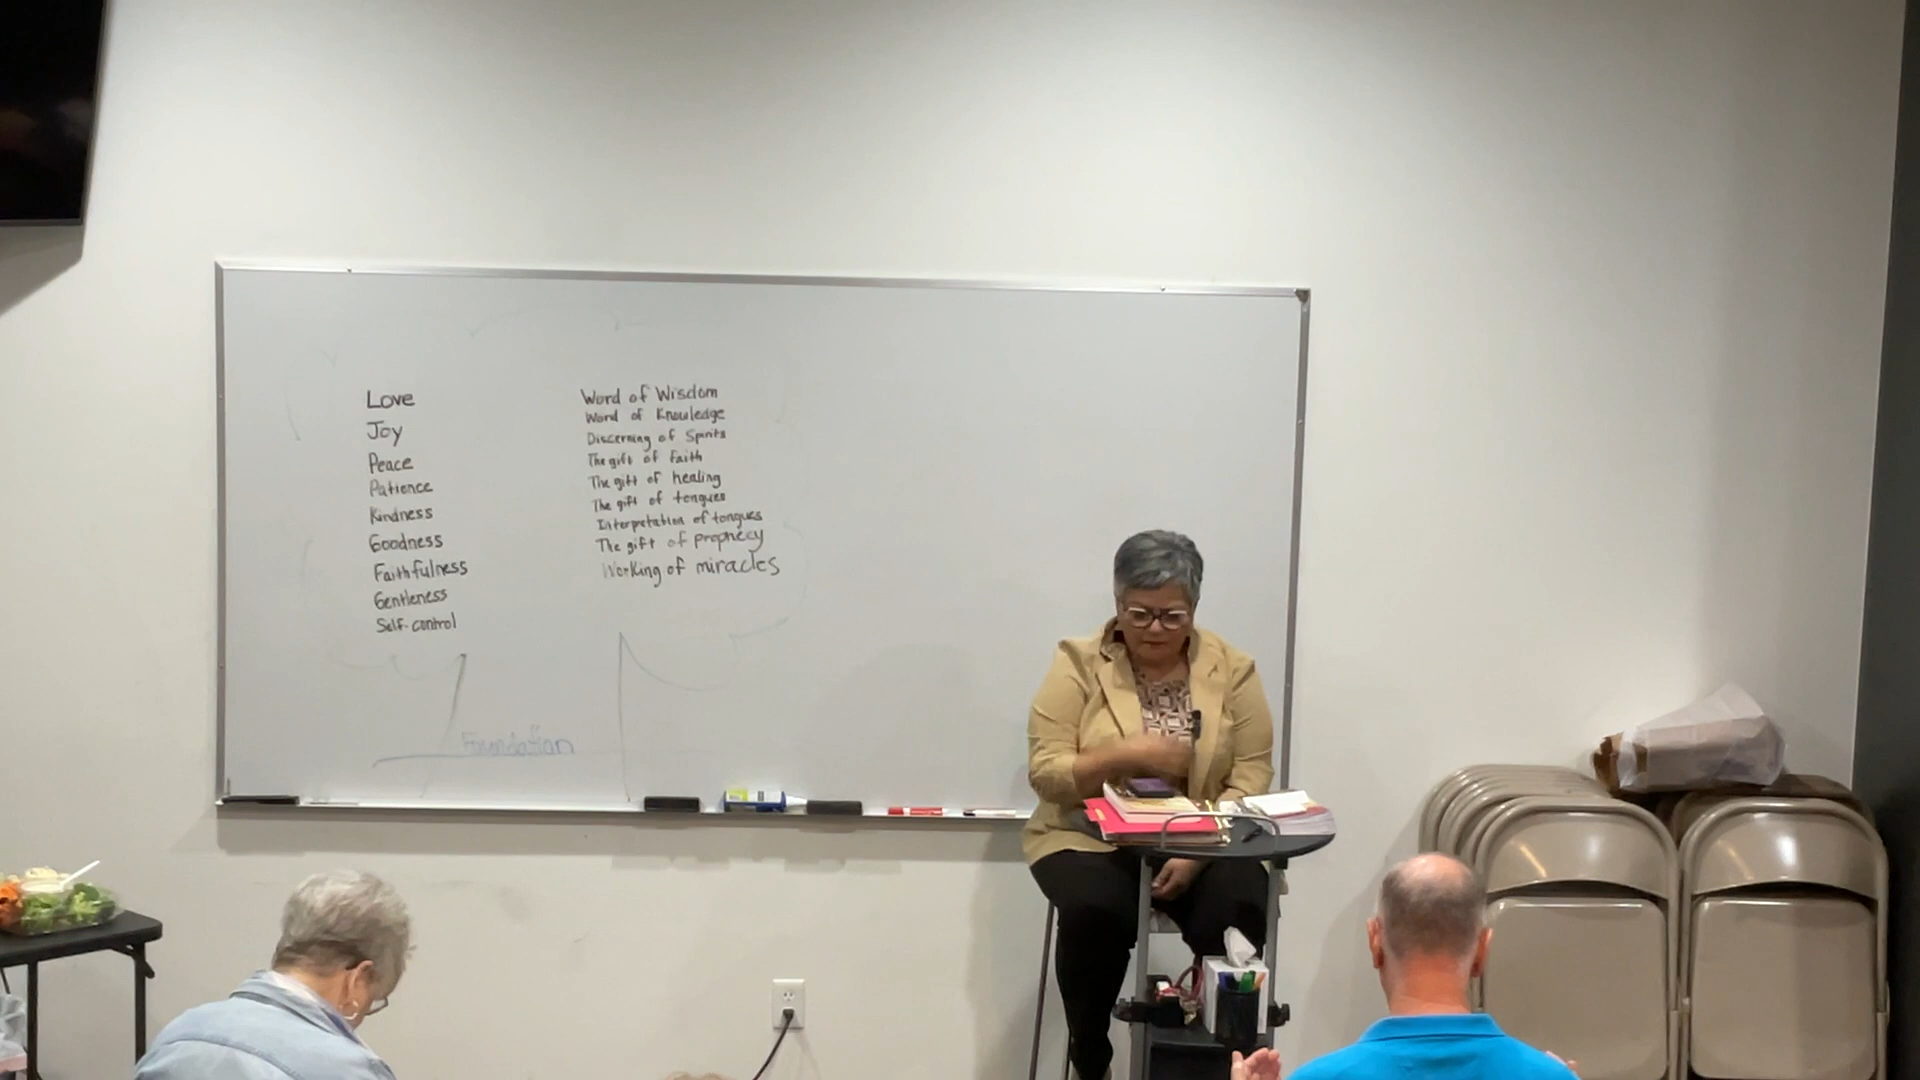 Love
Joy
Peace
Patience
Kindness
Goodness
Faithfulness
Gentleness
Self-control
Word of Wisdom
Word of Knowledge
Discerning of Spirits
The gift of faith
The gift of healing
The gift of tongues
Interpretation of tongues
The gift of prophecy
Working of miracles
Foundation